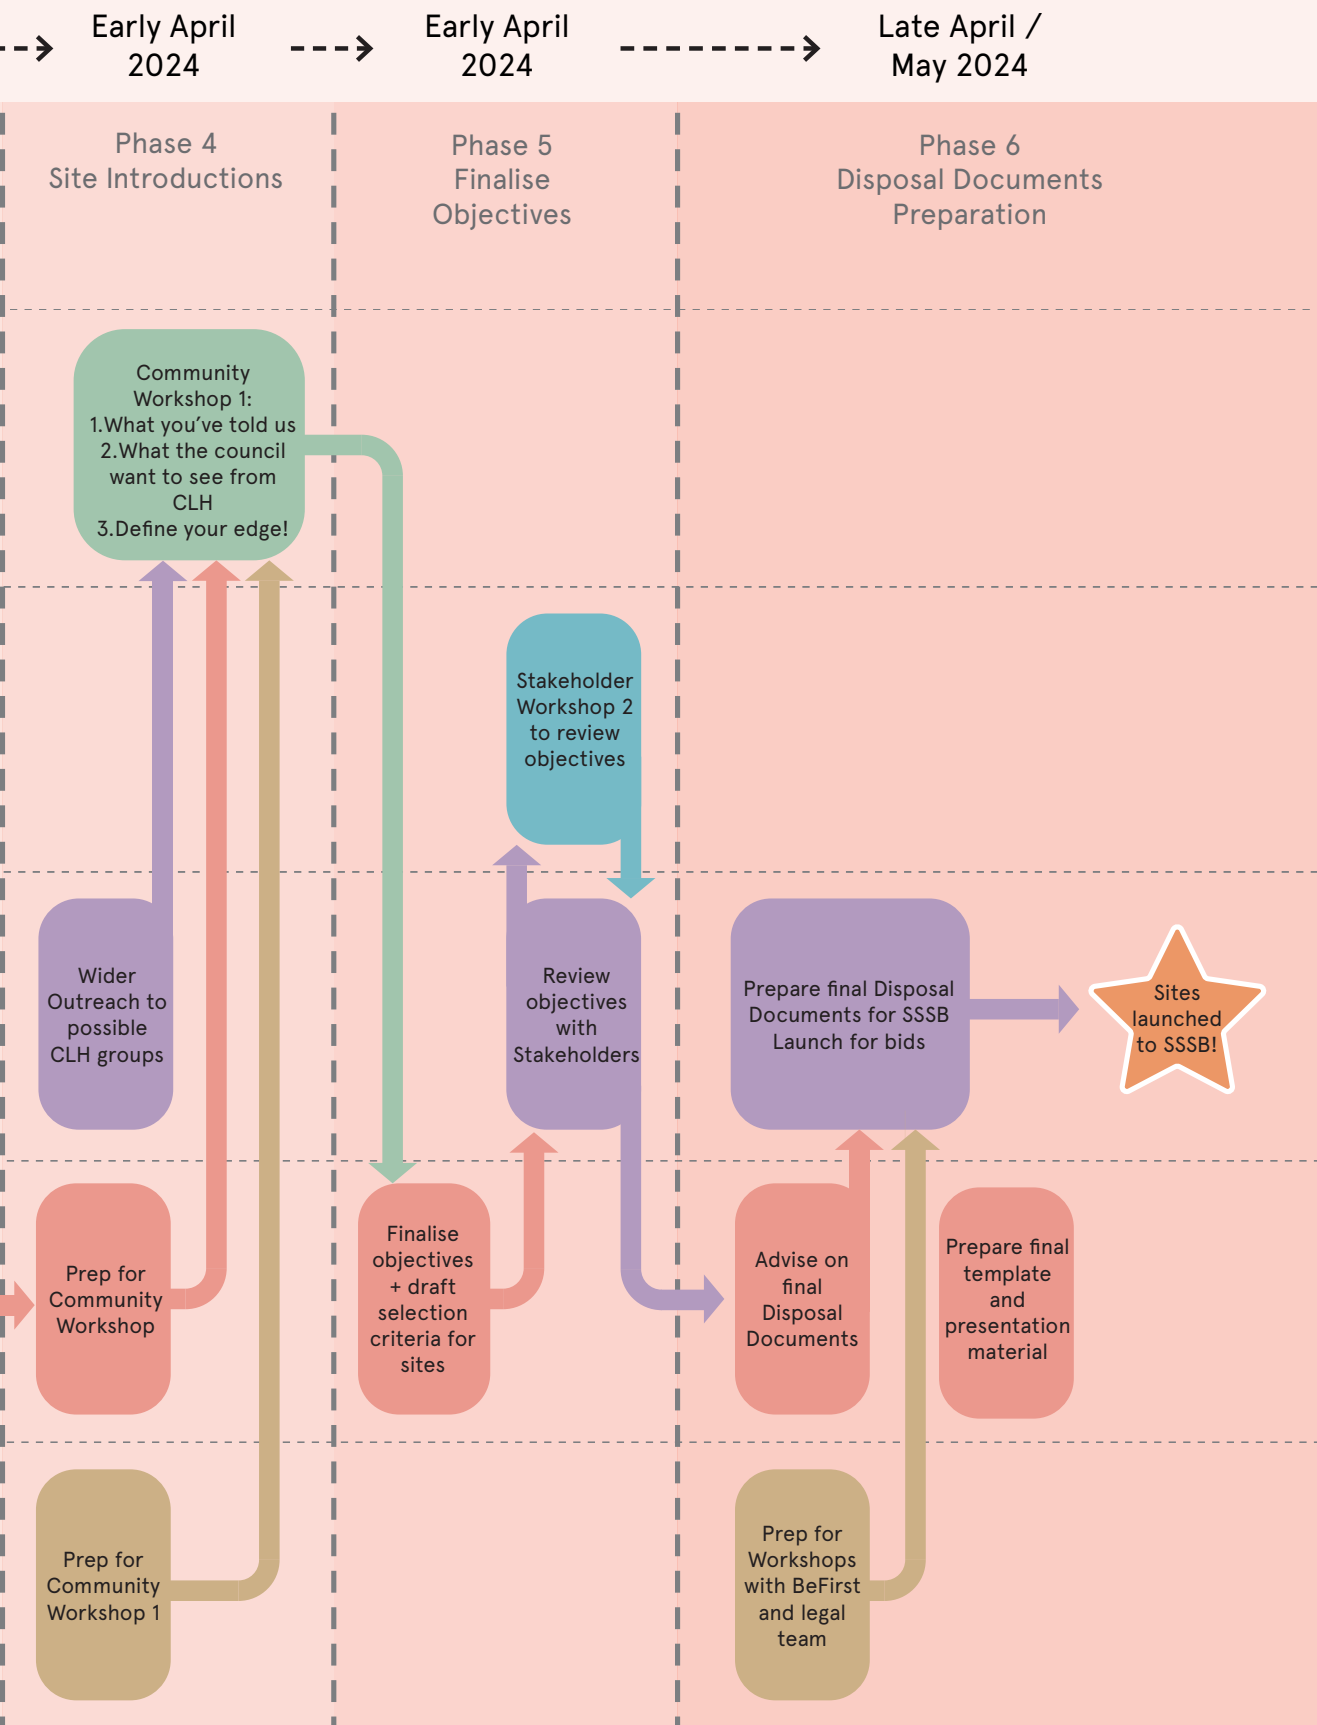 Early April
2024
Early April
2024
Late April /
May 2024
Phase 4
Site Introductions
Phase 5
Finalise
Objectives
Phase 6
Disposal Documents
Preparation
Community
Workshop 1:
1.What you’ve told us
2.What the council
want to see from
CLH
3.Define your edge!
Stakeholder
Workshop 2
to review
objectives
Wider
Outreach to
possible
CLH groups
Review
objectives
with
Stakeholders
Prepare final Disposal
Documents for SSSB
Launch for bids
Sites
launched
to SSSB!
Prep for
Community
Workshop
Finalise
objectives
+ draft
selection
criteria for
sites
Advise on
final
Disposal
Documents
Prepare final
template
and
presentation
material
Prep for
Community
Workshop 1
Prep for
Workshops
with BeFirst
and legal
team